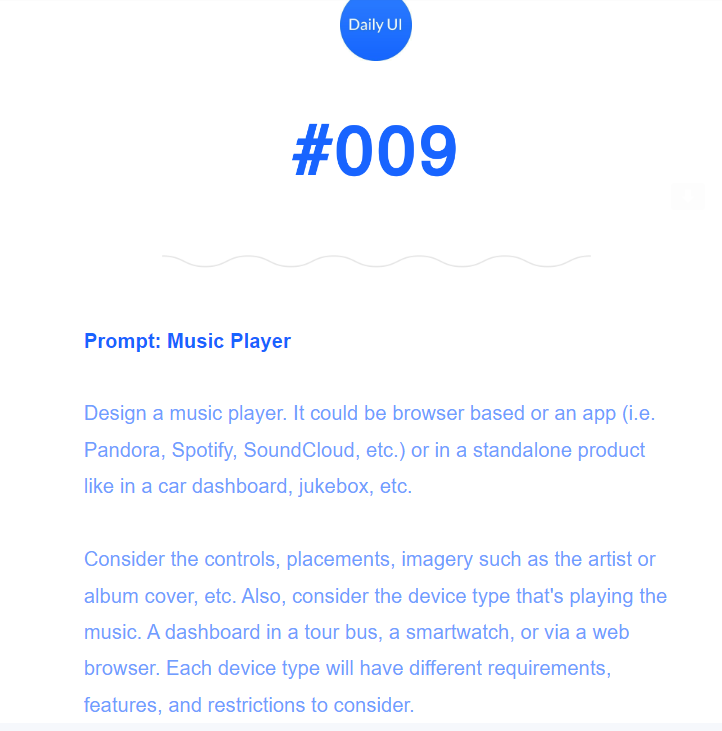 Daily UI
#009
Prompt: Music Player
Design a music player. It could be browser based or an app (i.e.
Pandora, Spotify, SoundCloud, etc.) or in a standalone product
like in a car dashboard, jukebox, etc.
Consider the controls, placements, imagery such as the artist or
album cover, etc. Also, consider the device type that's playing the
music. A dashboard in a tour bus, a smartwatch, or via a web
browser. Each device type will have different requirements,
features, and restrictions to consider.